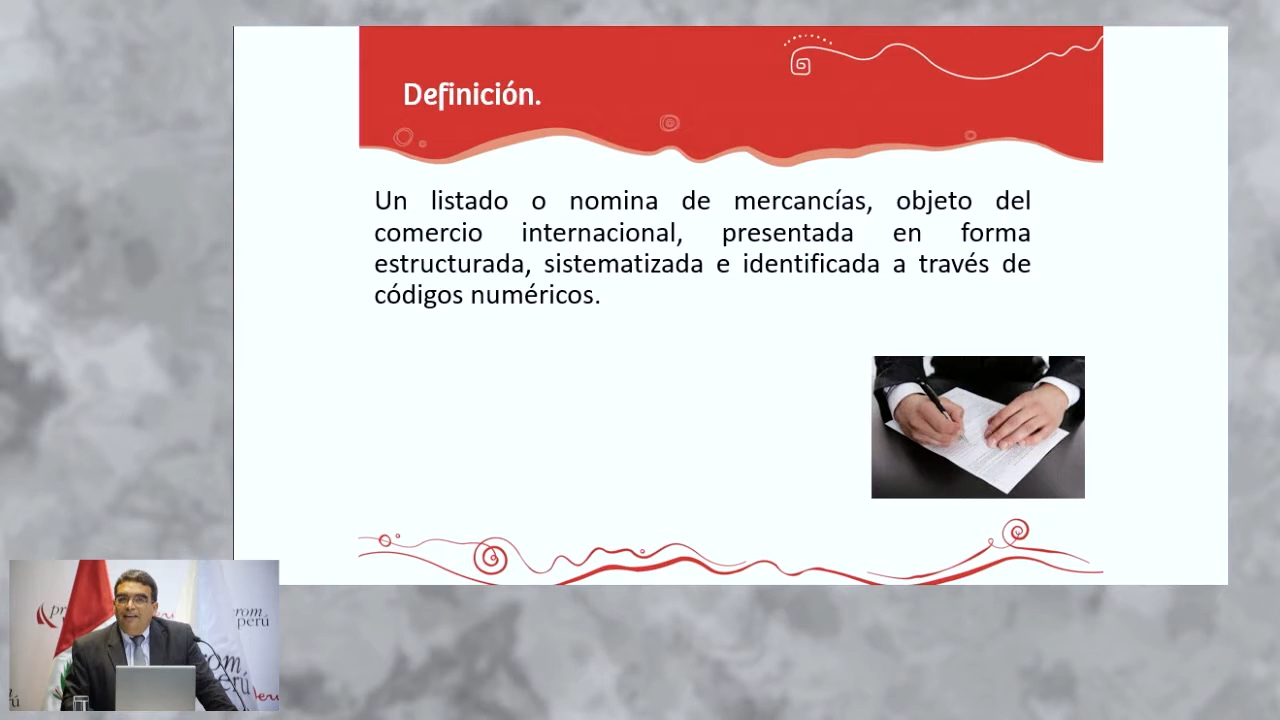 Definición.
Un listado o nomina de mercancías, objeto del
comercio internacional, presentada en forma
estructurada, sistematizada e identificada a través de
códigos numéricos.
perú